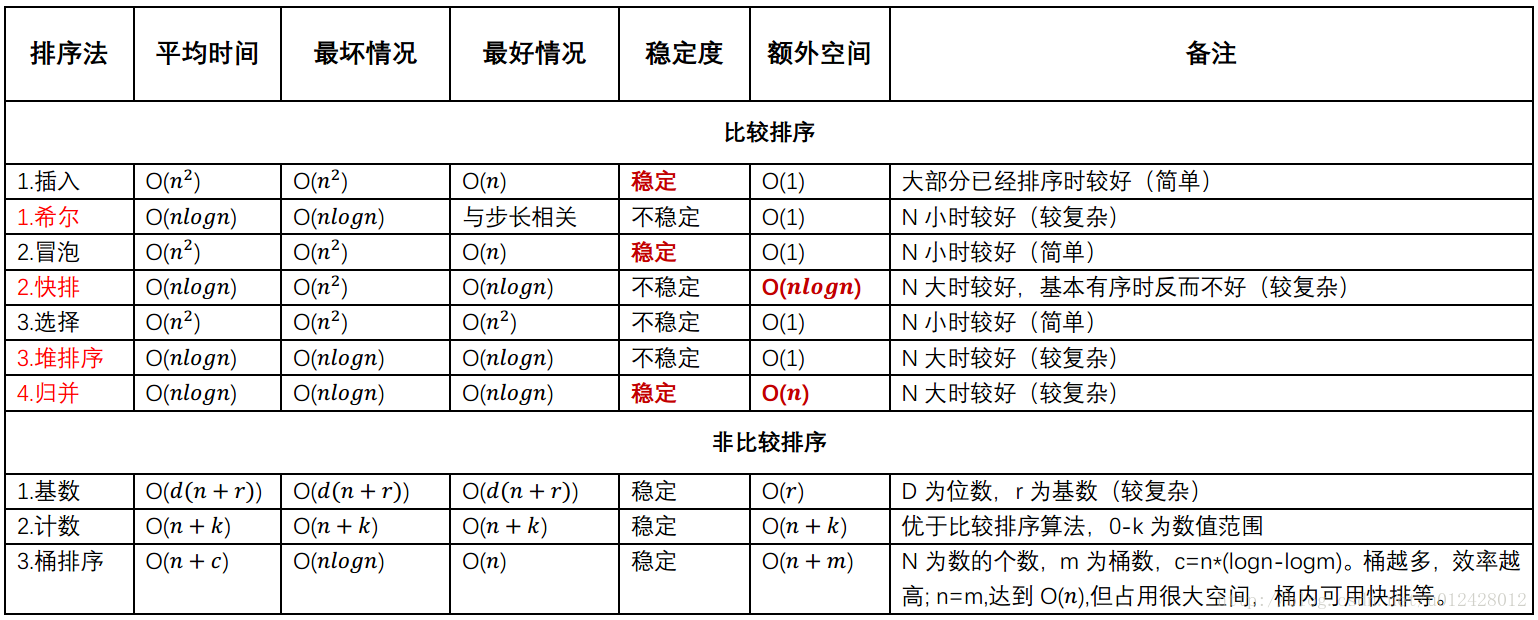 排序法 平均时间 最坏情况 最好情况 稳定度 额外空间 备注
比较排序
1.插入 O(n²) O(n²) O(n) 稳定 O(1) 大部分已经排序时较好（简单）
1.希尔 O(nlogn) O(nlogn) 与步长相关 不稳定 O(1) N 小时较好（较复杂）
2.冒泡 O(n²) O(n²) O(n) 稳定 O(1) N 小时较好（简单）
2.快排 O(nlogn) O(n²) O(nlogn) 不稳定 O(nlogn) N 大时较好，基本有序时反而不好（较复杂）
3.选择 O(n²) O(n²) O(n²) 不稳定 O(1) N 小时较好（简单）
3.堆排序 O(nlogn) O(nlogn) O(nlogn) 不稳定 O(1) N 大时较好（较复杂）
4.归并 O(nlogn) O(nlogn) O(nlogn) 稳定 O(n) N 大时较好（较复杂）
非比较排序
1.基数 O(d(n+r)) O(d(n+r)) O(d(n+r)) 稳定 O(r) D 为位数，r 为基数（较复杂）
2.计数 O(n+k) O(n+k) O(n+k) 稳定 O(n+k) 优于比较排序算法，0-k 为数值范围
3.桶排序 O(n+c) O(nlogn) O(n) 稳定 O(n+m) N 为数的个数，m 为桶数，c=n*(logn-logm)。桶越多，效率越
高; n=m,达到 O(n),但占用很大空间，桶内可用快排等。